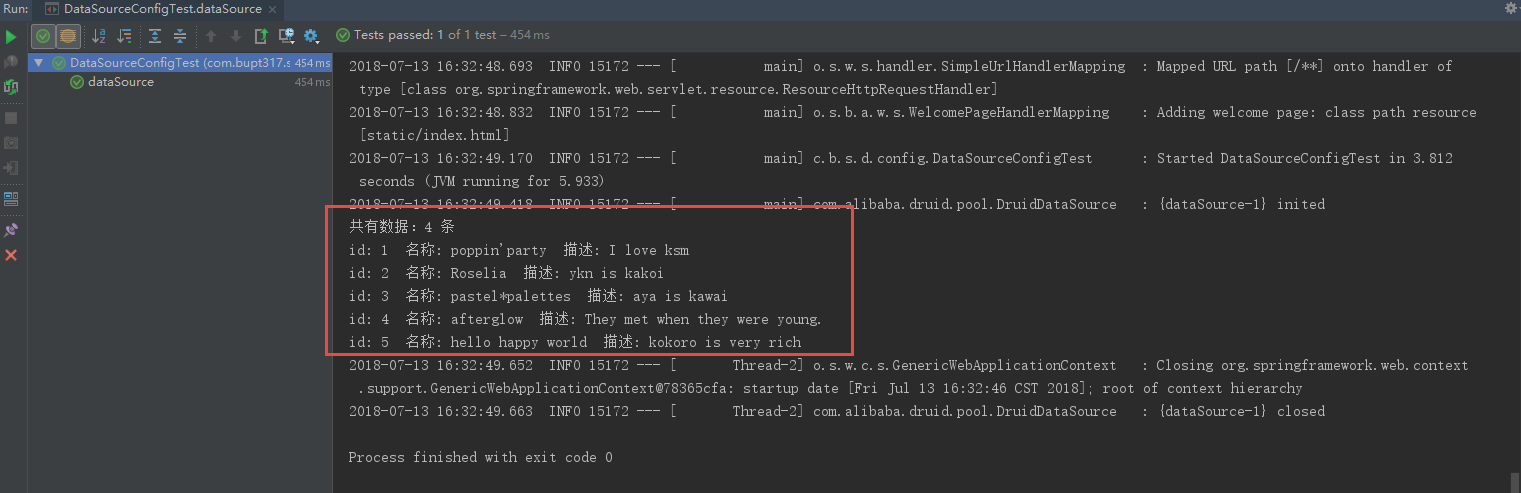 Run: DataSourceConfigTest.dataSource ×
Tests passed: 1 of 1 test – 454 ms
DataSourceConfigTest (com.bupt317.s 454 ms
dataSource 454 ms
2018-07-13 16:32:48.693 INFO 15172 --- [ main] o.s.w.s.handler.SimpleUrlHandlerMapping : Mapped URL path [/**] onto handler of
type [class org.springframework.web.servlet.resource.ResourceHttpRequestHandler]
2018-07-13 16:32:48.832 INFO 15172 --- [ main] o.s.b.a.w.s.WelcomePageHandlerMapping : Adding welcome page: class path resource
[static/index.html]
2018-07-13 16:32:49.170 INFO 15172 --- [ main] c.b.s.d.config.DataSourceConfigTest : Started DataSourceConfigTest in 3.812
seconds (JVM running for 5.933)
2018-07-13 16:32:49.418 INFO 15172 --- [ main] com.alibaba.druid.pool.DruidDataSource : {dataSource-1} inited
共有数据：4 条
id: 1 名称: poppin'party 描述: I love ksm
id: 2 名称: Roselia 描述: ykn is kakoi
id: 3 名称: pastel*palettes 描述: aya is kawai
id: 4 名称: afterglow 描述: They met when they were young.
id: 5 名称: hello happy world 描述: kokoro is very rich
2018-07-13 16:32:49.652 INFO 15172 --- [ Thread-2] o.s.w.c.s.GenericWebApplicationContext : Closing org.springframework.web.context
.support.GenericWebApplicationContext@78365cfa: startup date [Fri Jul 13 16:32:46 CST 2018]; root of context hierarchy
2018-07-13 16:32:49.663 INFO 15172 --- [ Thread-2] com.alibaba.druid.pool.DruidDataSource : {dataSource-1} closed
Process finished with exit code 0